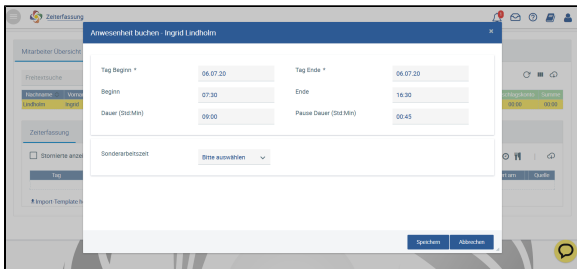 Zeiterfassung
Anwesenheit buchen - Ingrid Lindholm
×
Mitarbeiter Übersicht
Tag Beginn *
06.07.20
Tag Ende *
06.07.20
Freitextsuche
Beginn
07:30
Ende
16:30
Nachname
Summe
Lindholm
Ingrid
00:00
00:00
Dauer (Std:Min)
09:00
Pause Dauer (Std:Min)
00:45
Zeiterfassung
Sonderarbeitszeit
Bitte auswählen
Stornierte
Tag
Quelle
Import-Template
Speichern
Abbrechen